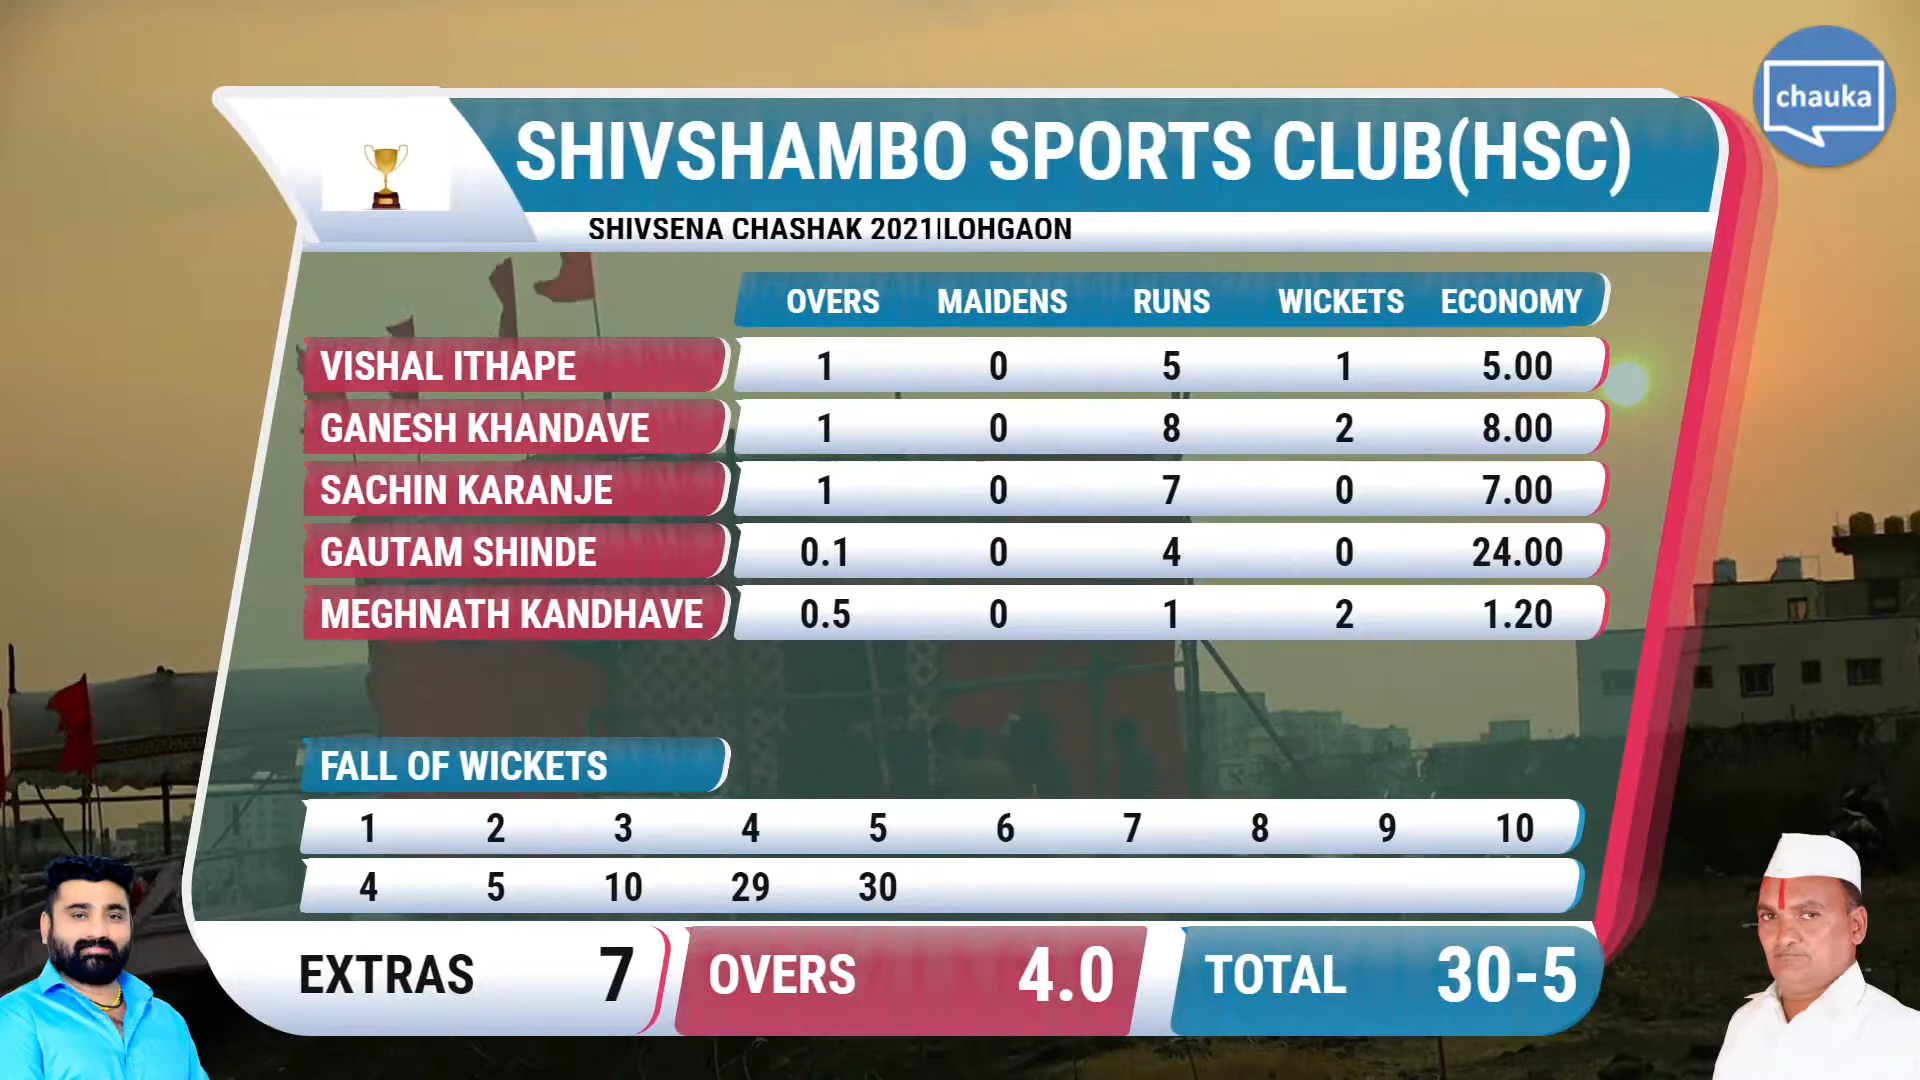 chauka
SHIVSHAMBO SPORTS CLUB(HSC)
SHIVSENA CHASHAK 2021|LOHGAON
OVERS MAIDENS RUNS WICKETS ECONOMY
VISHAL ITHAPE 1 0 5 1 5.00
GANESH KHANDAVE 1 0 8 2 8.00
SACHIN KARANJE 1 0 7 0 7.00
GAUTAM SHINDE 0.1 0 4 0 24.00
MEGHNATH KANDHAVE 0.5 0 1 2 1.20
FALL OF WICKETS
1 2 3 4 5 6 7 8 9 10
4 5 10 29 30
EXTRAS 7 OVERS 4.0 TOTAL 30-5